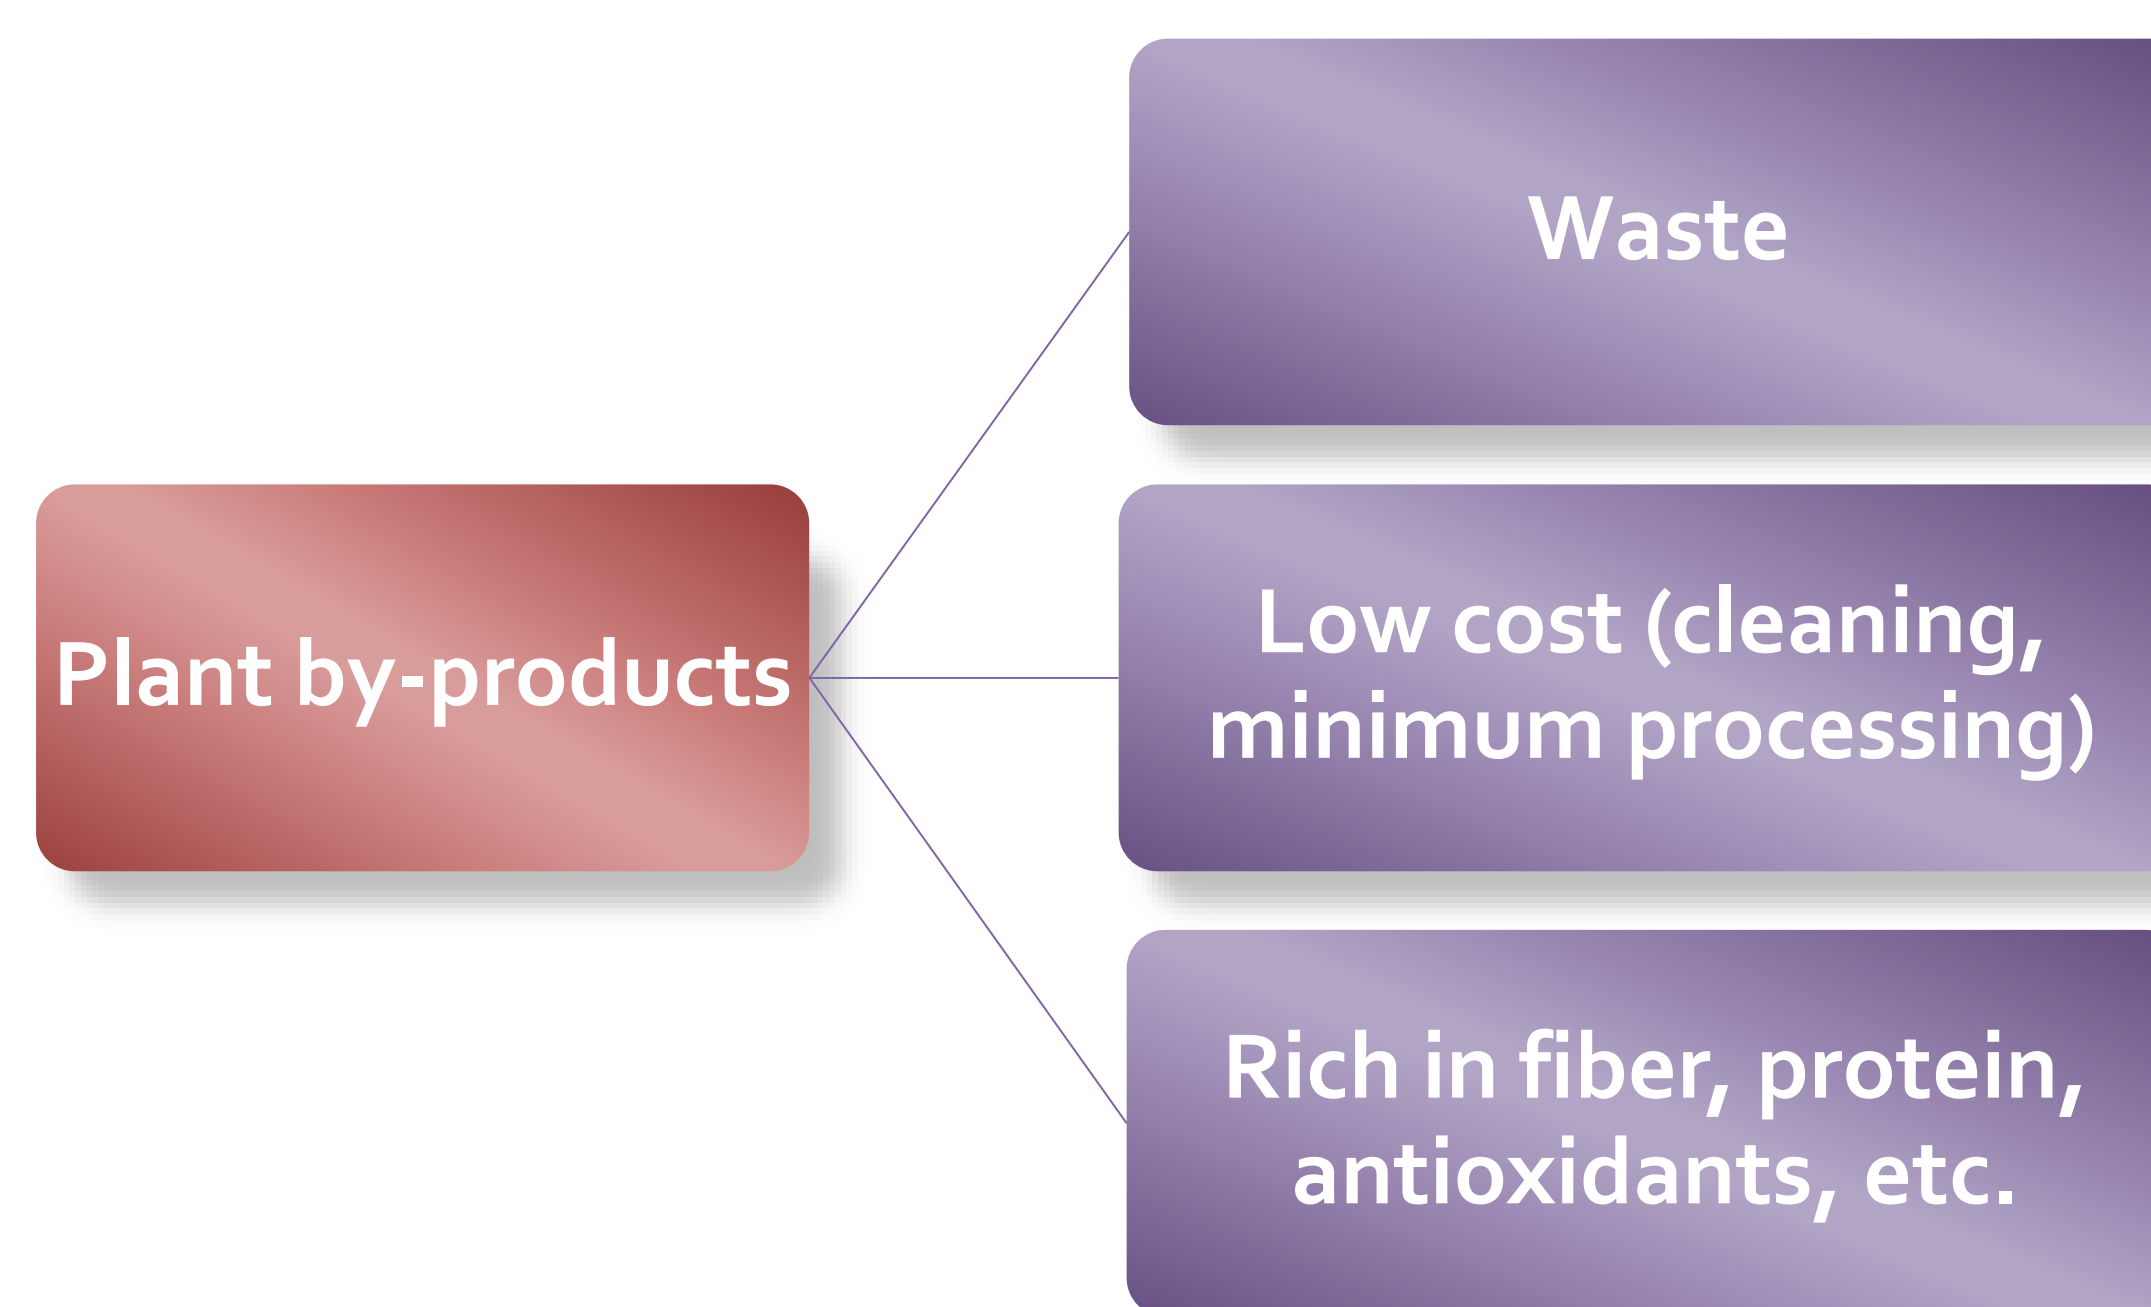 Waste
Plant by-products
Low cost (cleaning,
minimum processing)
Rich in fiber, protein,
antioxidants, etc.